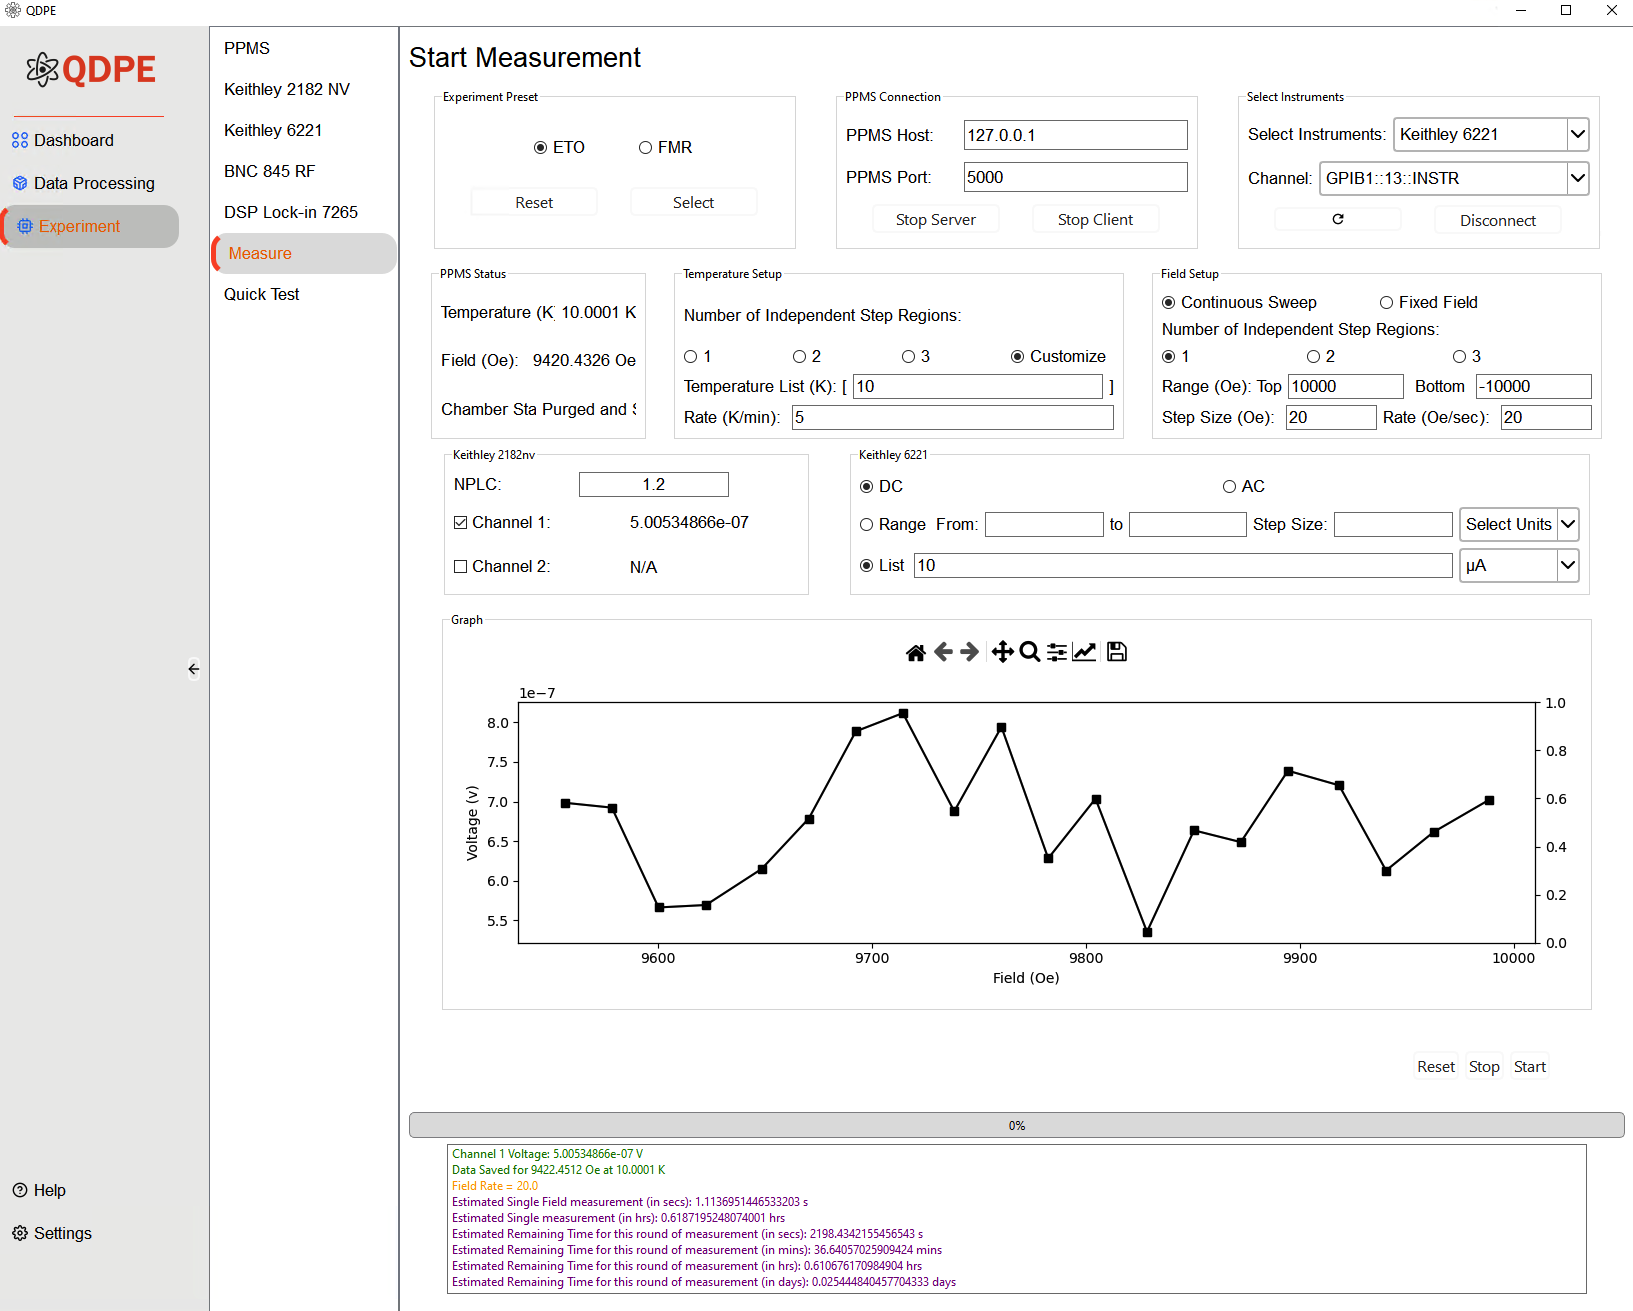 QDPE
QDPE
Dashboard
Data Processing
Experiment
Help
Settings
PPMS
Keithley 2182 NV
Keithley 6221
BNC 845 RF
DSP Lock-in 7265
Measure
Quick Test
Start Measurement
Experiment Preset
ETO FMR
Reset Select
PPMS Connection
PPMS Host: 127.0.0.1
PPMS Port: 5000
Stop Server Stop Client
Select Instruments
Select Instruments: Keithley 6221
Channel: GPIB1::13::INSTR
Disconnect
PPMS Status
Temperature (K 10.0001 K
Field (Oe): 9420.4326 Oe
Chamber Sta Purged and S
Temperature Setup
Number of Independent Step Regions:
1 2 3 Customize
Temperature List (K): [ 10 ]
Rate (K/min): 5
Field Setup
Continuous Sweep Fixed Field
Number of Independent Step Regions:
1 2 3
Range (Oe): Top 10000 Bottom -10000
Step Size (Oe): 20 Rate (Oe/sec): 20
Keithley 2182nv
NPLC: 1.2
Channel 1: 5.00534866e-07
Channel 2: N/A
Keithley 6221
DC AC
Range From: to Step Size: Select Units
List 10 µA
Graph
1e−7
8.0
7.5
7.0
6.5
6.0
5.5
Voltage (v)
1.0
0.8
0.6
0.4
0.2
0.0
9600 9700 9800 9900 10000
Field (Oe)
Reset Stop Start
0%
Channel 1 Voltage: 5.00534866e-07 V
Data Saved for 9422.4512 Oe at 10.0001 K
Field Rate = 20.0
Estimated Single Field measurement (in secs): 1.1136951446533203 s
Estimated Single measurement (in hrs): 0.6187195248074001 hrs
Estimated Remaining Time for this round of measurement (in secs): 2198.4342155456543 s
Estimated Remaining Time for this round of measurement (in mins): 36.64057025909424 mins
Estimated Remaining Time for this round of measurement (in hrs): 0.610676170984904 hrs
Estimated Remaining Time for this round of measurement (in days): 0.025444840457704333 days